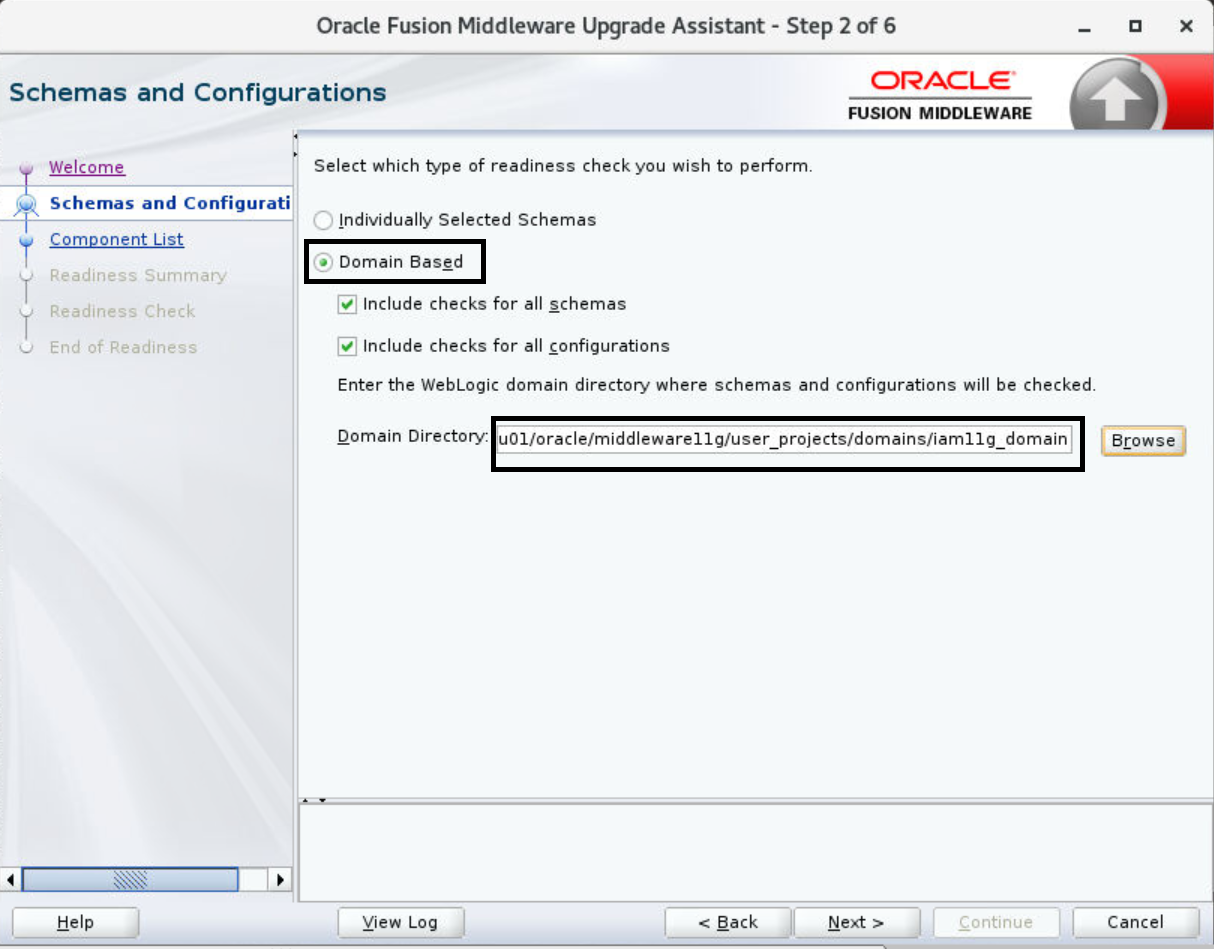 Oracle Fusion Middleware Upgrade Assistant - Step 2 of 6
Schemas and Configurations
ORACLE
FUSION MIDDLEWARE
Welcome
Schemas and Configurati
Component List
Readiness Summary
Readiness Check
End of Readiness
Select which type of readiness check you wish to perform.
Individually Selected Schemas
Domain Based
Include checks for all schemas
Include checks for all configurations
Enter the WebLogic domain directory where schemas and configurations will be checked.
Domain Directory: u01/oracle/middleware11g/user_projects/domains/iam11g_domain Browse
Help View Log < Back Next > Continue Cancel